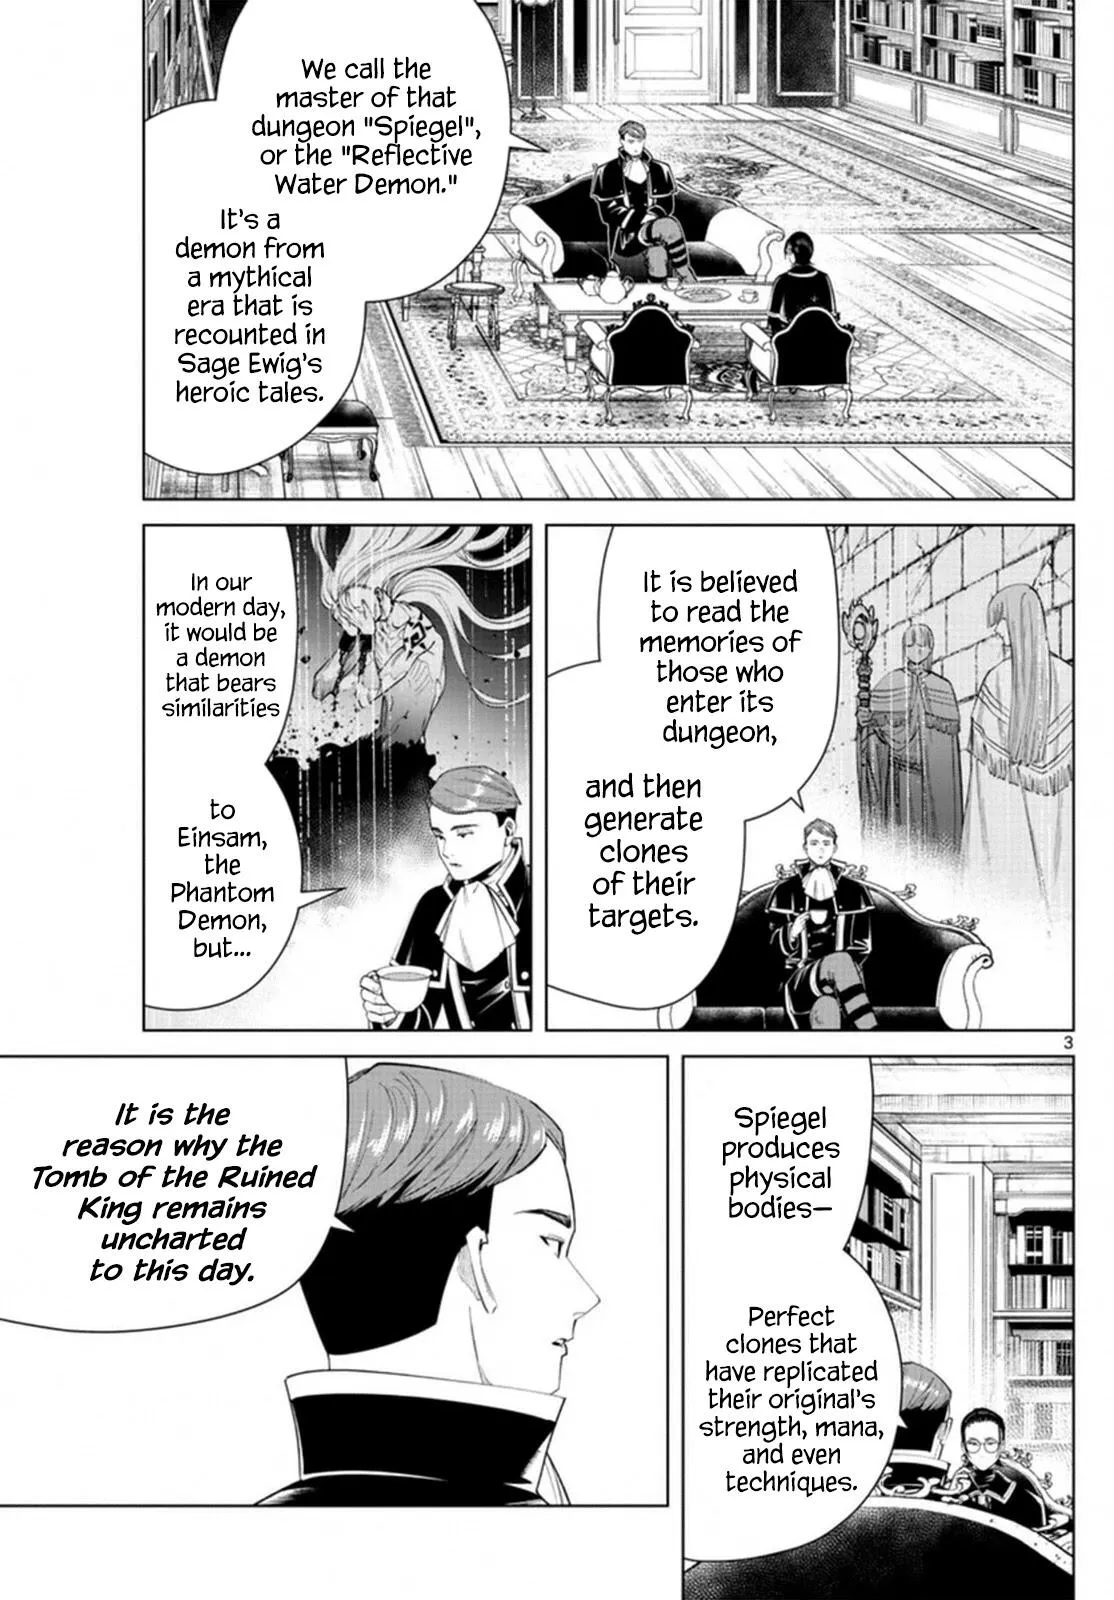 We call the
master of that
dungeon "Spiegel",
or the "Reflective
Water Demon."
It's a
demon from
a mythical
era that is
recounted in
Sage Ewig's
heroic tales.
It is believed
to read the
memories of
those who
enter its
dungeon,
and then
generate
clones
of their
targets.
In our
modern day,
it would be
a demon
that bears
similarities
to
Einsam,
the
Phantom
Demon,
but...
3
Spiegel
produces
physical
bodies—
Perfect
clones that
have replicated
their original's
strength, mana,
and even
techniques.
It is the
reason why the
Tomb of the Ruined
King remains
uncharted
to this day.